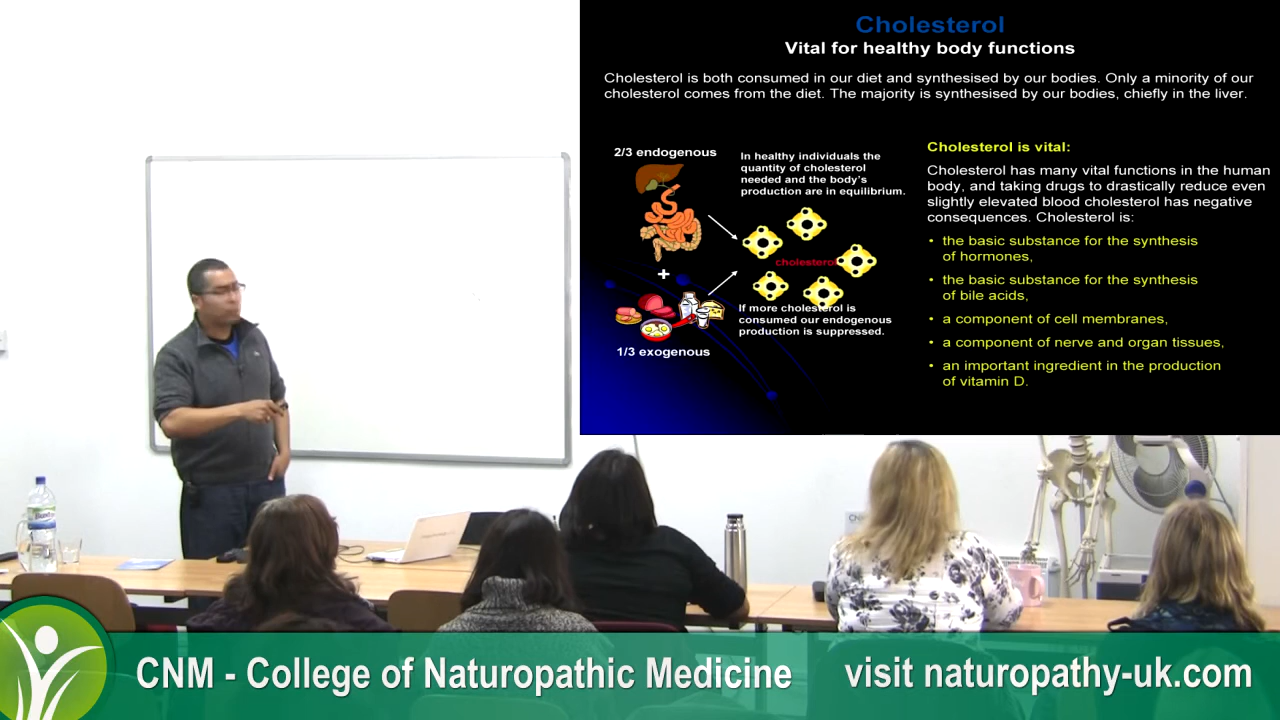 Cholesterol
Vital for healthy body functions
Cholesterol is both consumed in our diet and synthesised by our bodies. Only a minority of our
cholesterol comes from the diet. The majority is synthesised by our bodies, chiefly in the liver.
2/3 endogenous
In healthy individuals the
quantity of cholesterol
needed and the body's
production are in equilibrium.
+
cholesterol
If more cholesterol is
consumed our endogenous
production is suppressed.
1/3 exogenous
Cholesterol is vital:
Cholesterol has many vital functions in the human
body, and taking drugs to drastically reduce even
slightly elevated blood cholesterol has negative
consequences. Cholesterol is:
• the basic substance for the synthesis
of hormones,
• the basic substance for the synthesis
of bile acids,
• a component of cell membranes,
• a component of nerve and organ tissues,
• an important ingredient in the production
of vitamin D.
CNM - College of Naturopathic Medicine
visit naturopathy-uk.com